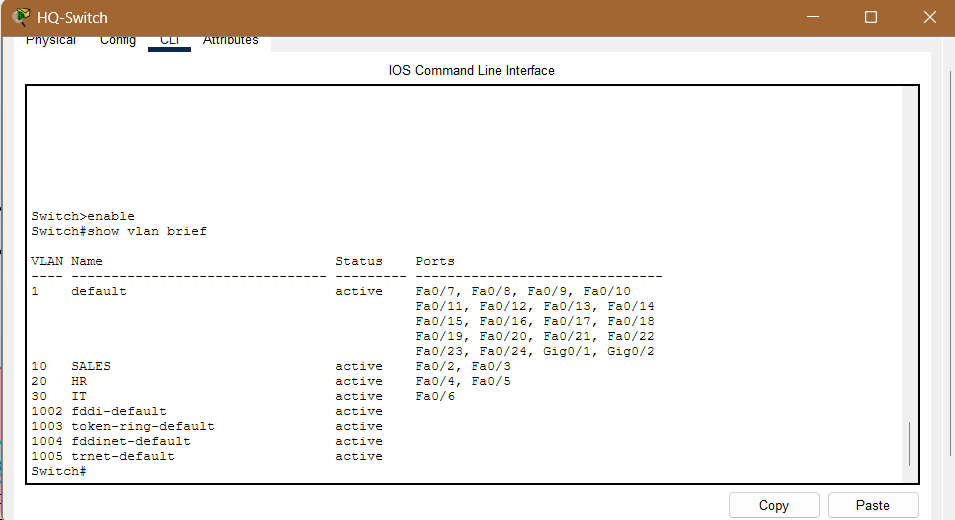 HQ-Switch
Physical Config CLI Attributes
IOS Command Line Interface
Switch>enable
Switch#show vlan brief
VLAN Name                             Status    Ports
---- -------------------------------- --------- -------------------------------
1    default                          active    Fa0/7, Fa0/8, Fa0/9, Fa0/10
                                                Fa0/11, Fa0/12, Fa0/13, Fa0/14
                                                Fa0/15, Fa0/16, Fa0/17, Fa0/18
                                                Fa0/19, Fa0/20, Fa0/21, Fa0/22
                                                Fa0/23, Fa0/24, Gig0/1, Gig0/2
10   SALES                            active    Fa0/2, Fa0/3
20   HR                               active    Fa0/4, Fa0/5
30   IT                               active    Fa0/6
1002 fddi-default                     active
1003 token-ring-default               active
1004 fddinet-default                  active
1005 trnet-default                    active
Switch#
Copy Paste